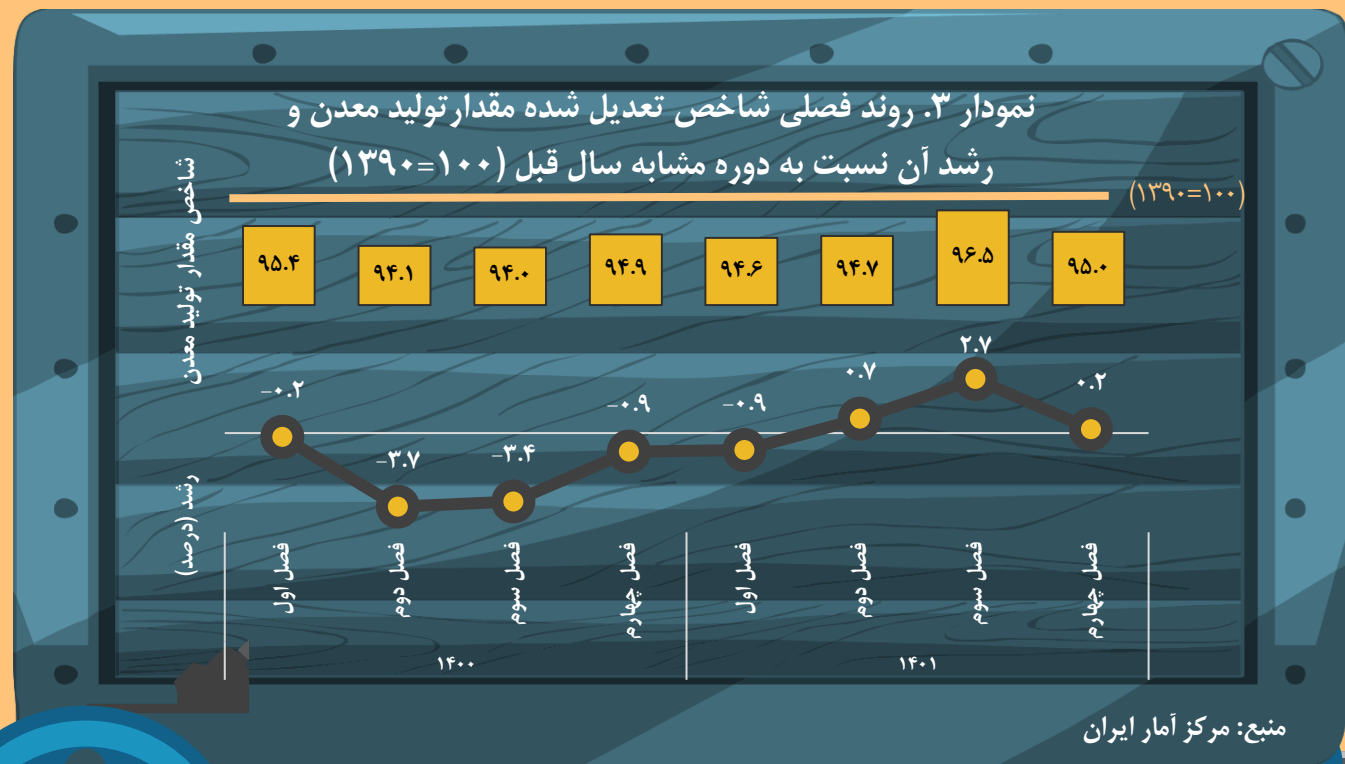 نمودار ۳. روند فصلی شاخص تعدیل شده مقدارتولید معدن و
رشد آن نسبت به دوره مشابه سال قبل (۱۰۰=۱۳۹۰)
(۱۰۰=۱۳۹۰)
شاخص مقدار تولید معدن
۹۵.۴
۹۴.۱
۹۴.۰
۹۴.۹
۹۴.۶
۹۴.۷
۹۶.۵
۹۵.۰
رشد (درصد)
−۰.۲
−۳.۷
−۳.۴
−۰.۹
−۰.۹
۰.۷
۲.۷
۰.۲
فصل اول
فصل دوم
فصل سوم
فصل چهارم
فصل اول
فصل دوم
فصل سوم
فصل چهارم
۱۴۰۰
۱۴۰۱
منبع: مرکز آمار ایران